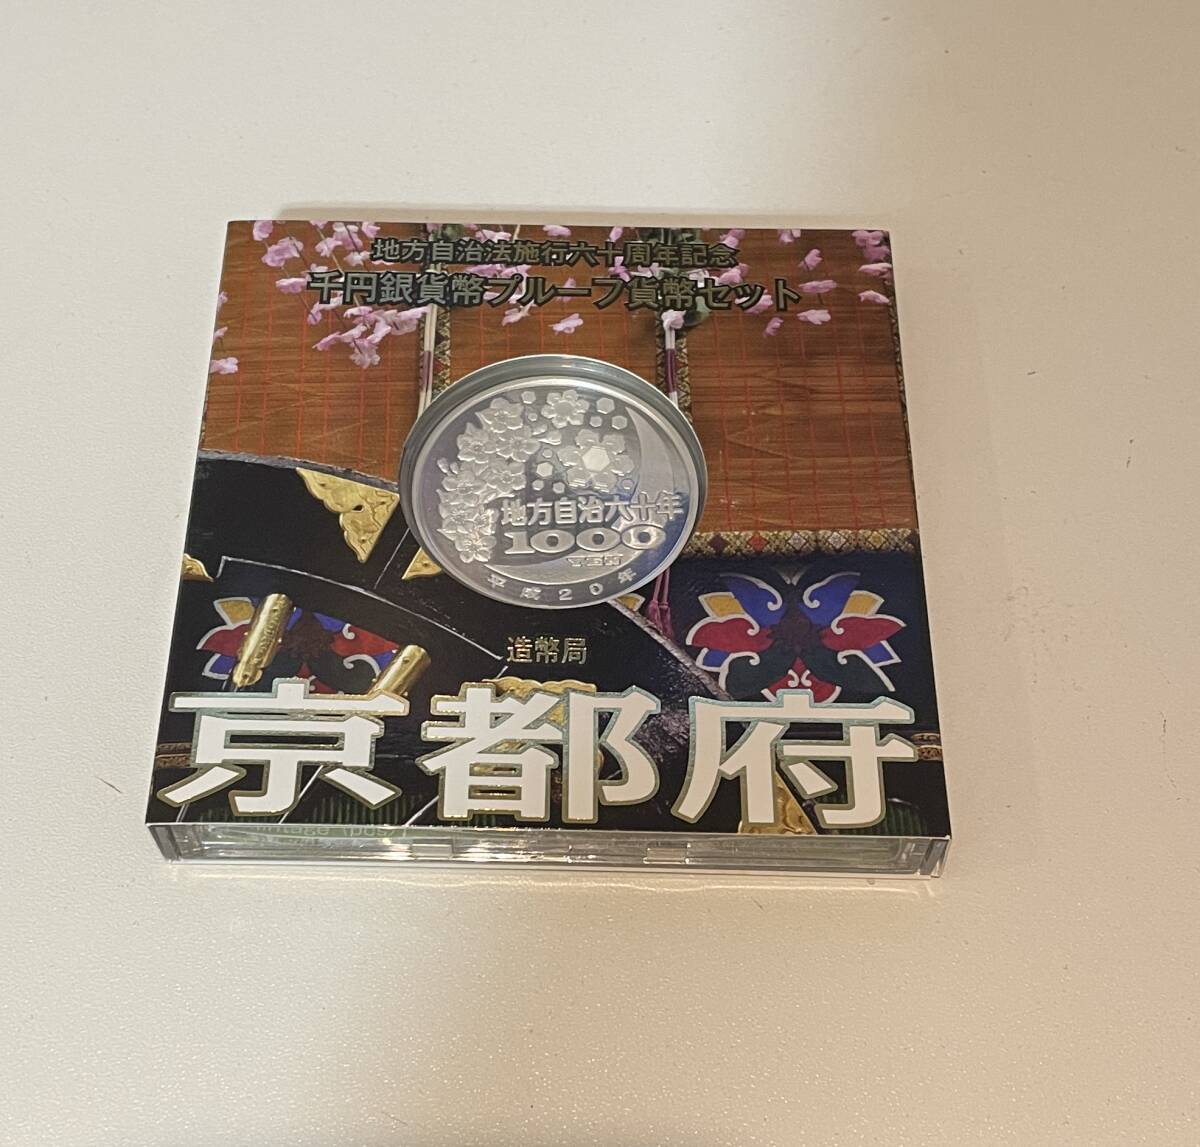 地方自治法施行六十周年記念
千円銀貨幣プルーフ貨幣セット
地方自治六十年
1000
YEN
平成20年
造幣局
京都府